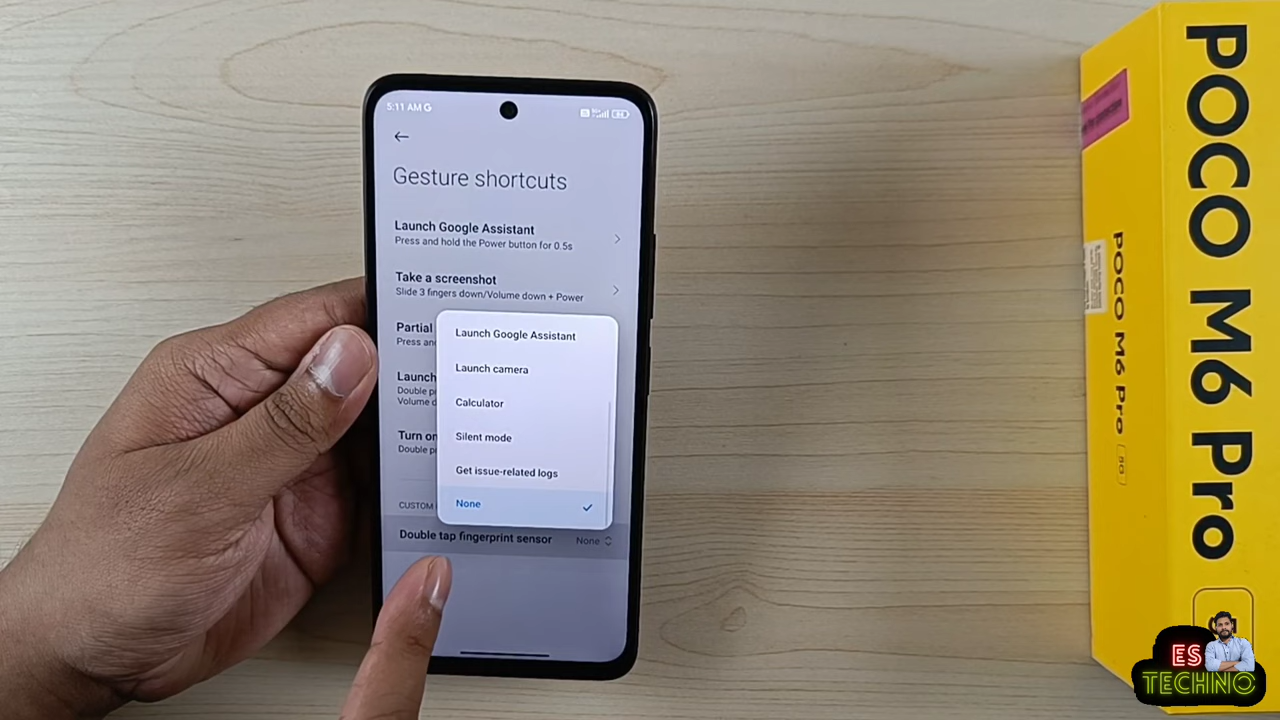 5:11 AM G
Gesture shortcuts
Launch Google Assistant
Press and hold the Power button for 0.5s
Take a screenshot
Slide 3 fingers down/Volume down + Power
Partial
Press an
Launch
Double p
Volume d
Turn on
Double p
CUSTOM
Launch Google Assistant
Launch camera
Calculator
Silent mode
Get issue-related logs
None
Double tap fingerprint sensor
None
POCO M6 Pro
5G
POCO M6 Pro
ES
TECHNO